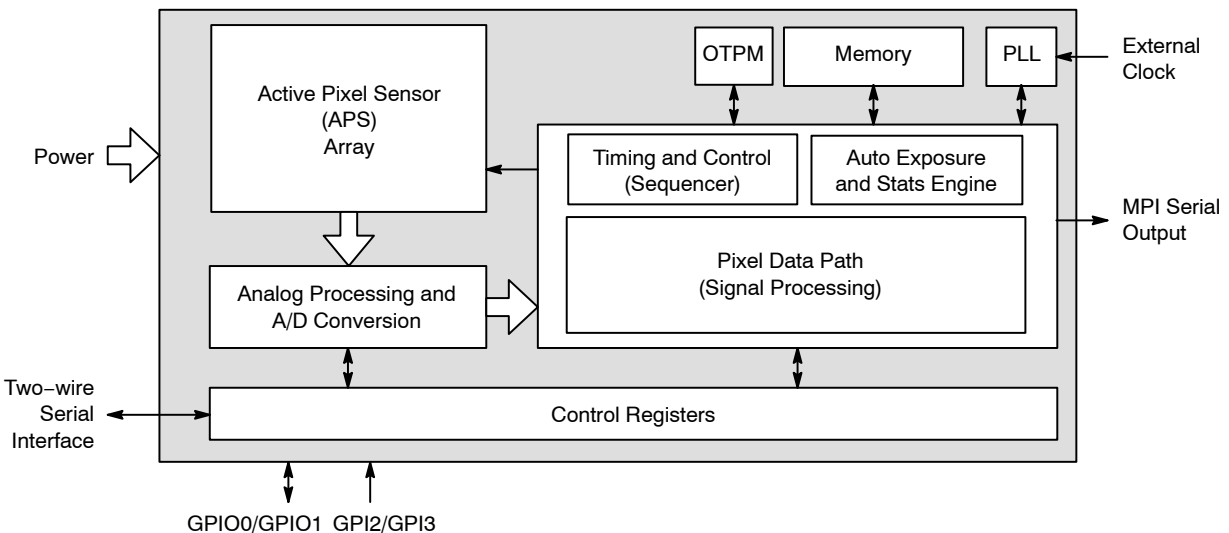 OTPM
Memory
PLL
External
Clock
Active Pixel Sensor
(APS)
Array
Power
Timing and Control
(Sequencer)
Auto Exposure
and Stats Engine
MPI Serial
Output
Pixel Data Path
(Signal Processing)
Analog Processing and
A/D Conversion
Two−wire
Serial
Interface
Control Registers
GPIO0/GPIO1
GPI2/GPI3